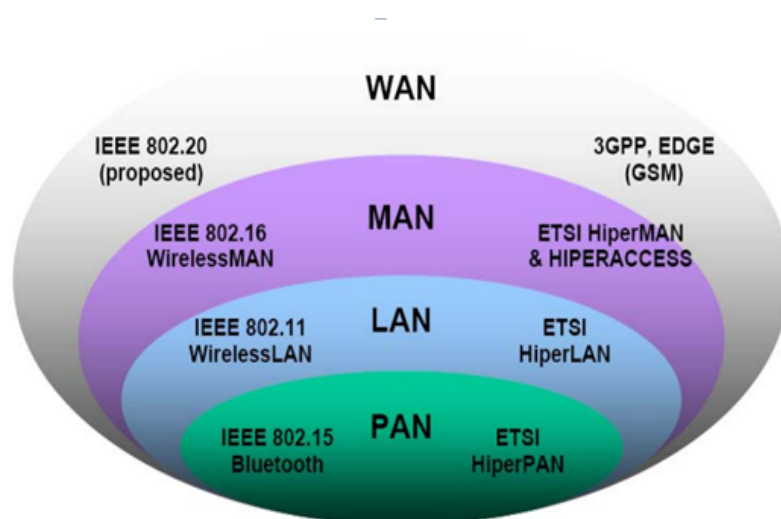 WAN
IEEE 802.20
(proposed)
3GPP, EDGE
(GSM)
MAN
IEEE 802.16
WirelessMAN
ETSI HiperMAN
& HIPERACCESS
LAN
IEEE 802.11
WirelessLAN
ETSI
HiperLAN
PAN
IEEE 802.15
Bluetooth
ETSI
HiperPAN